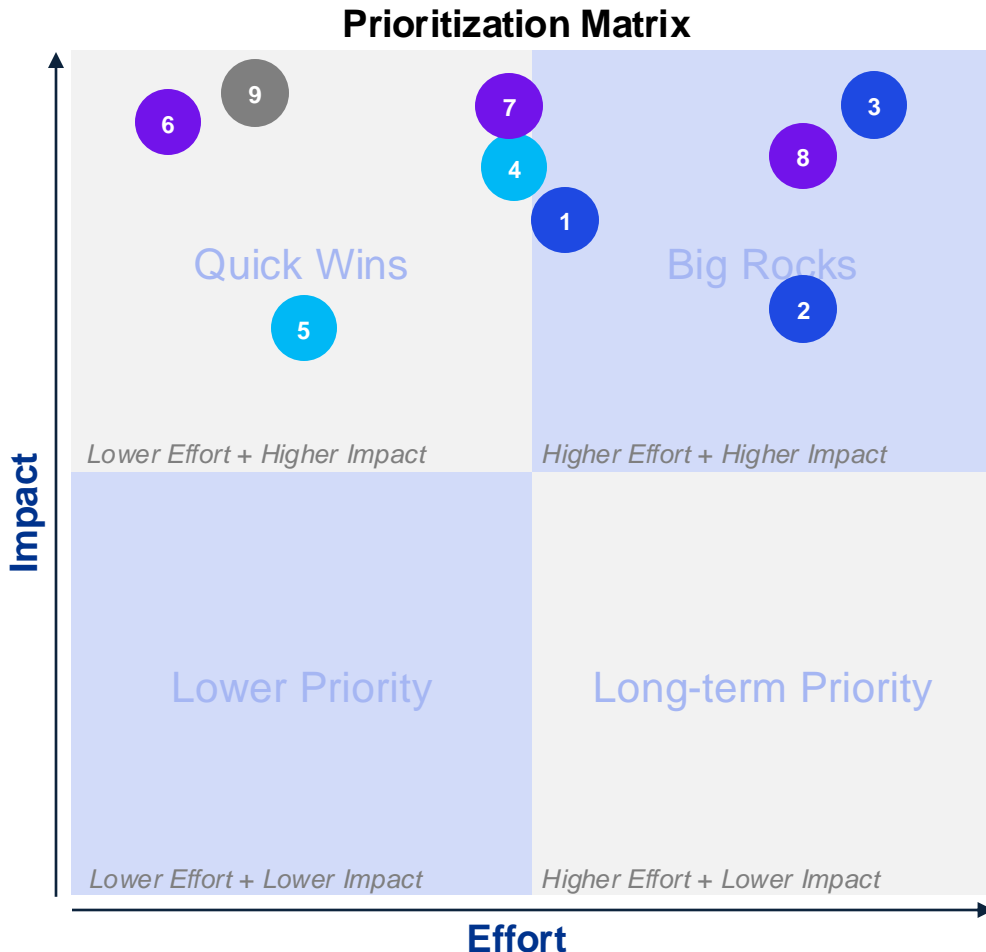 Prioritization Matrix
9
7
3
6
8
4
1
Quick Wins
Big Rocks
2
5
Lower Effort + Higher Impact
Higher Effort + Higher Impact
Impact
Lower Priority
Long-term Priority
Lower Effort + Lower Impact
Higher Effort + Lower Impact
Effort